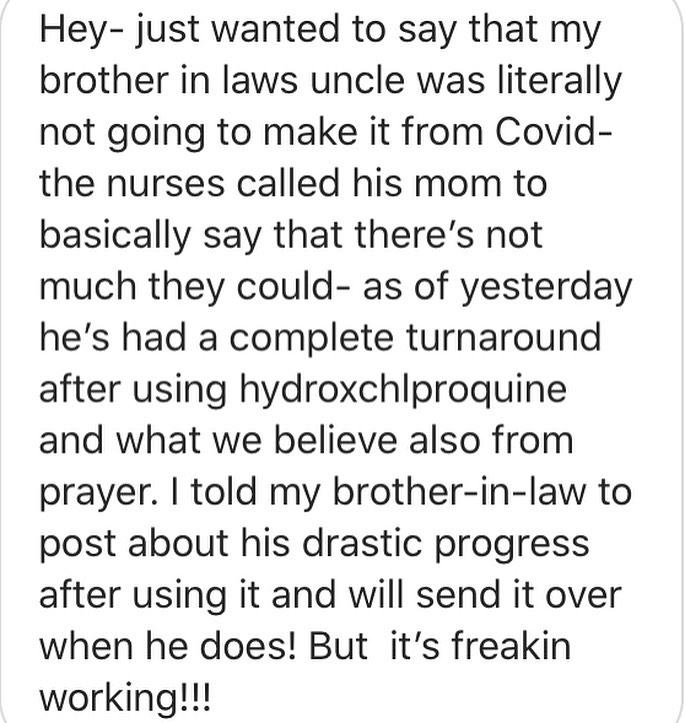 Hey- just wanted to say that my
brother in laws uncle was literally
not going to make it from Covid-
the nurses called his mom to
basically say that there’s not
much they could- as of yesterday
he’s had a complete turnaround
after using hydroxchlproquine
and what we believe also from
prayer. I told my brother-in-law to
post about his drastic progress
after using it and will send it over
when he does! But  it’s freakin
working!!!